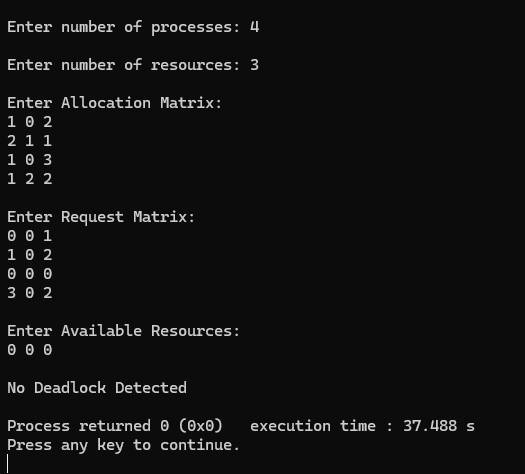 Enter number of processes: 4
Enter number of resources: 3
Enter Allocation Matrix:
1 0 2
2 1 1
1 0 3
1 2 2
Enter Request Matrix:
0 0 1
1 0 2
0 0 0
3 0 2
Enter Available Resources:
0 0 0
No Deadlock Detected
Process returned 0 (0x0)   execution time : 37.488 s
Press any key to continue.